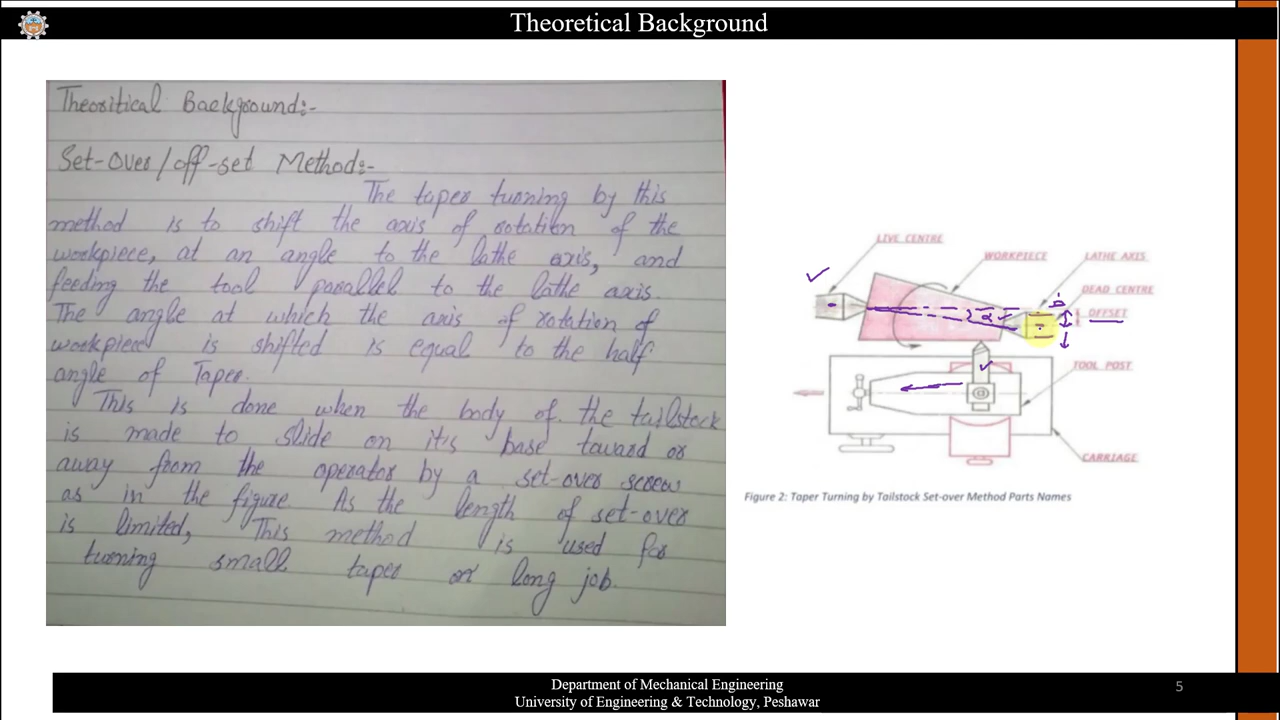 Theoretical Background
Theoritical Background:-
Set-Over/off-set Method:-
The taper turning by this
method is to shift the axis of rotation of the
workpiece, at an angle to the lathe axis, and
feeding the tool parallel to the lathe axis.
The angle at which the axis of rotation of
workpiece is shifted is equal to the half
angle of Taper.
This is done when the body of the tailstock
is made to slide on it's base toward or
away from the operator by a set-over screw
as in the figure. As the length of set-over
is limited, This method is used for
turning small taper on long job.
LIVE CENTRE
WORKPIECE
LATHE AXIS
DEAD CENTRE
OFFSET
α
TOOL POST
CARRIAGE
Figure 2: Taper Turning by Tailstock Set-over Method Parts Names
Department of Mechanical Engineering
University of Engineering & Technology, Peshawar
5